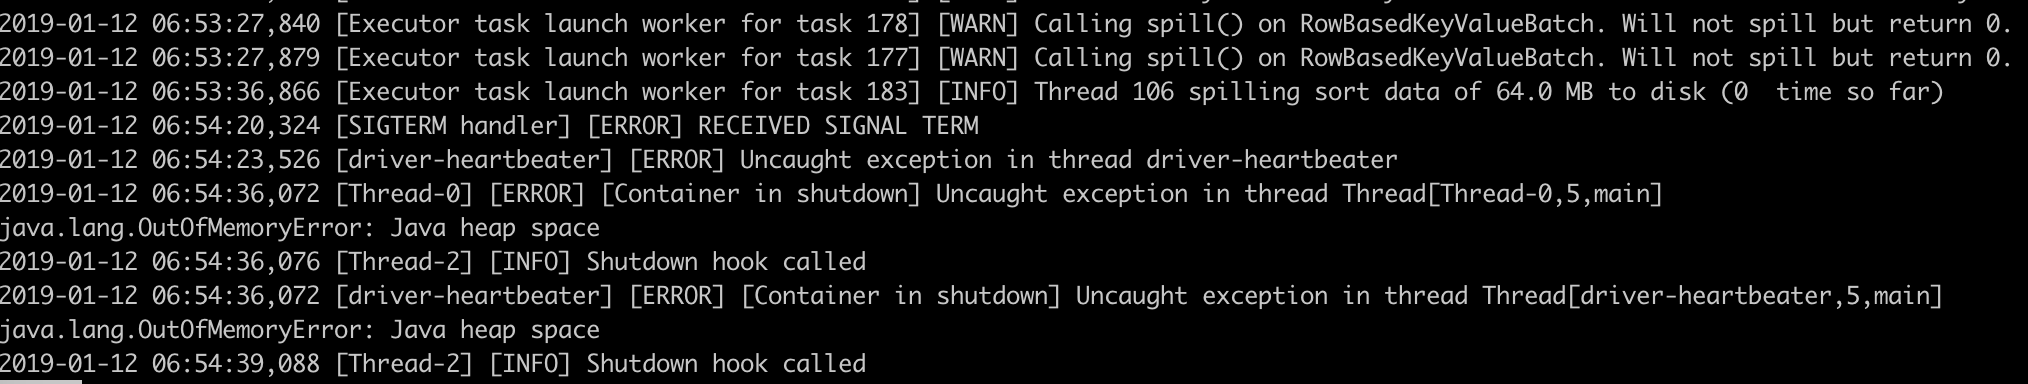 2019-01-12 06:53:27,840 [Executor task launch worker for task 178] [WARN] Calling spill() on RowBasedKeyValueBatch. Will not spill but return 0.
2019-01-12 06:53:27,879 [Executor task launch worker for task 177] [WARN] Calling spill() on RowBasedKeyValueBatch. Will not spill but return 0.
2019-01-12 06:53:36,866 [Executor task launch worker for task 183] [INFO] Thread 106 spilling sort data of 64.0 MB to disk (0  time so far)
2019-01-12 06:54:20,324 [SIGTERM handler] [ERROR] RECEIVED SIGNAL TERM
2019-01-12 06:54:23,526 [driver-heartbeater] [ERROR] Uncaught exception in thread driver-heartbeater
2019-01-12 06:54:36,072 [Thread-0] [ERROR] [Container in shutdown] Uncaught exception in thread Thread[Thread-0,5,main]
java.lang.OutOfMemoryError: Java heap space
2019-01-12 06:54:36,076 [Thread-2] [INFO] Shutdown hook called
2019-01-12 06:54:36,072 [driver-heartbeater] [ERROR] [Container in shutdown] Uncaught exception in thread Thread[driver-heartbeater,5,main]
java.lang.OutOfMemoryError: Java heap space
2019-01-12 06:54:39,088 [Thread-2] [INFO] Shutdown hook called